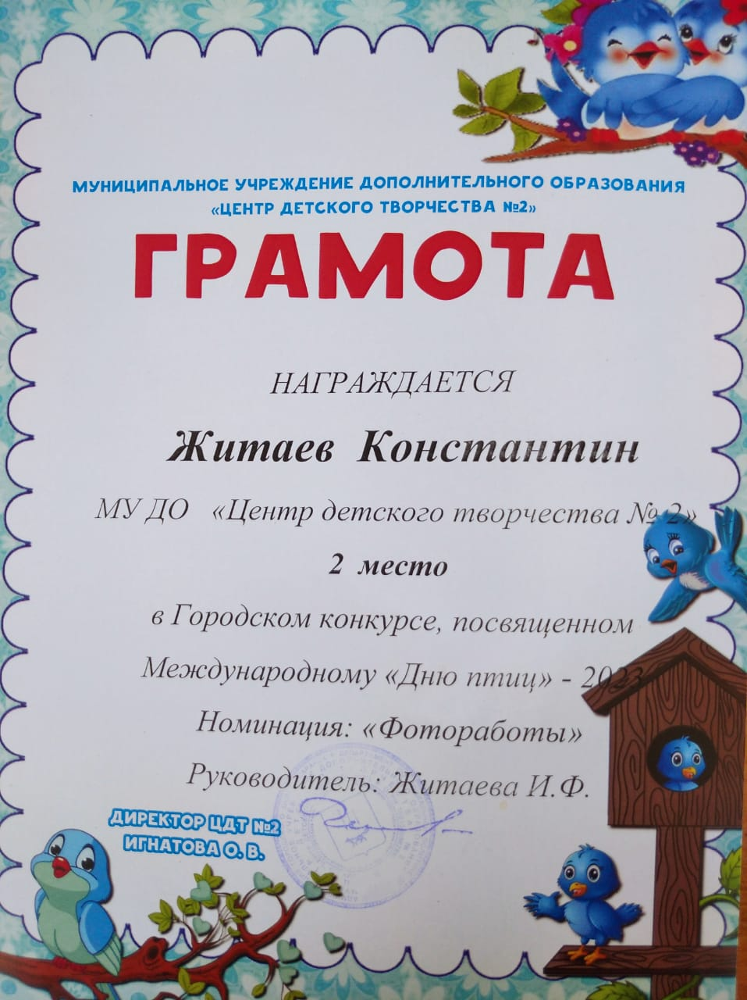 МУНИЦИПАЛЬНОЕ УЧРЕЖДЕНИЕ ДОПОЛНИТЕЛЬНОГО ОБРАЗОВАНИЯ
«ЦЕНТР ДЕТСКОГО ТВОРЧЕСТВА №2»
ГРАМОТА
НАГРАЖДАЕТСЯ
Житаев Константин
МУ ДО «Центр детского творчества № 2»
2 место
в Городском конкурсе, посвященном
Международному «Дню птиц» - 2023
Номинация: «Фотоработы»
Руководитель: Житаева И.Ф.
ДИРЕКТОР ЦДТ №2
ИГНАТОВА О. В.